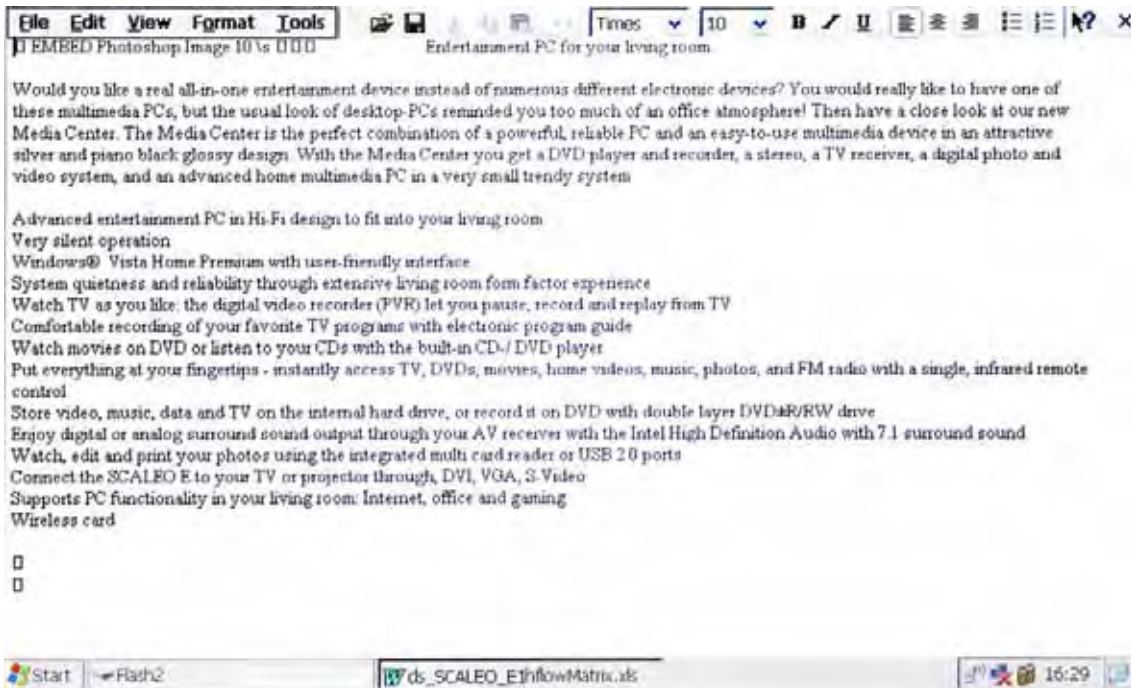 File Edit View Format Tools Times 10 B U
EMBED Photoshop Image 10 \s Entertainment PC for your living room
Would you like a real all-in-one entertainment device instead of numerous different electronic devices? You would really like to have one of
these multimedia PCs, but the usual look of desktop-PCs reminded you too much of an office atmosphere! Then have a close look at our new
Media Center. The Media Center is the perfect combination of a powerful, reliable PC and an easy-to-use multimedia device in an attractive
silver and piano black glossy design. With the Media Center you get a DVD player and recorder, a stereo, a TV receiver, a digital photo and
video system, and an advanced home multimedia PC in a very small trendy system
Advanced entertainment PC in Hi-Fi design to fit into your living room
Very silent operation
Windows® Vista Home Premium with user-friendly interface
System quietness and reliability through extensive living room form factor experience
Watch TV as you like: the digital video recorder (PVR) let you pause, record and replay from TV
Comfortable recording of your favorite TV programs with electronic program guide
Watch movies on DVD or listen to your CDs with the built-in CD-/ DVD player
Put everything at your fingertips - instantly access TV, DVDs, movies, home videos, music, photos, and FM radio with a single, infrared remote
control
Store video, music, data and TV on the internal hard drive, or record it on DVD with double layer DVD±R/RW drive
Enjoy digital or analog surround sound output through your AV receiver with the Intel High Definition Audio with 7.1 surround sound
Watch, edit and print your photos using the integrated multi card reader or USB 2.0 ports
Connect the SCALEO E to your TV or projector through, DVI, VGA, S-Video
Supports PC functionality in your living room: Internet, office and gaming
Wireless card
Start Flash2 16:29